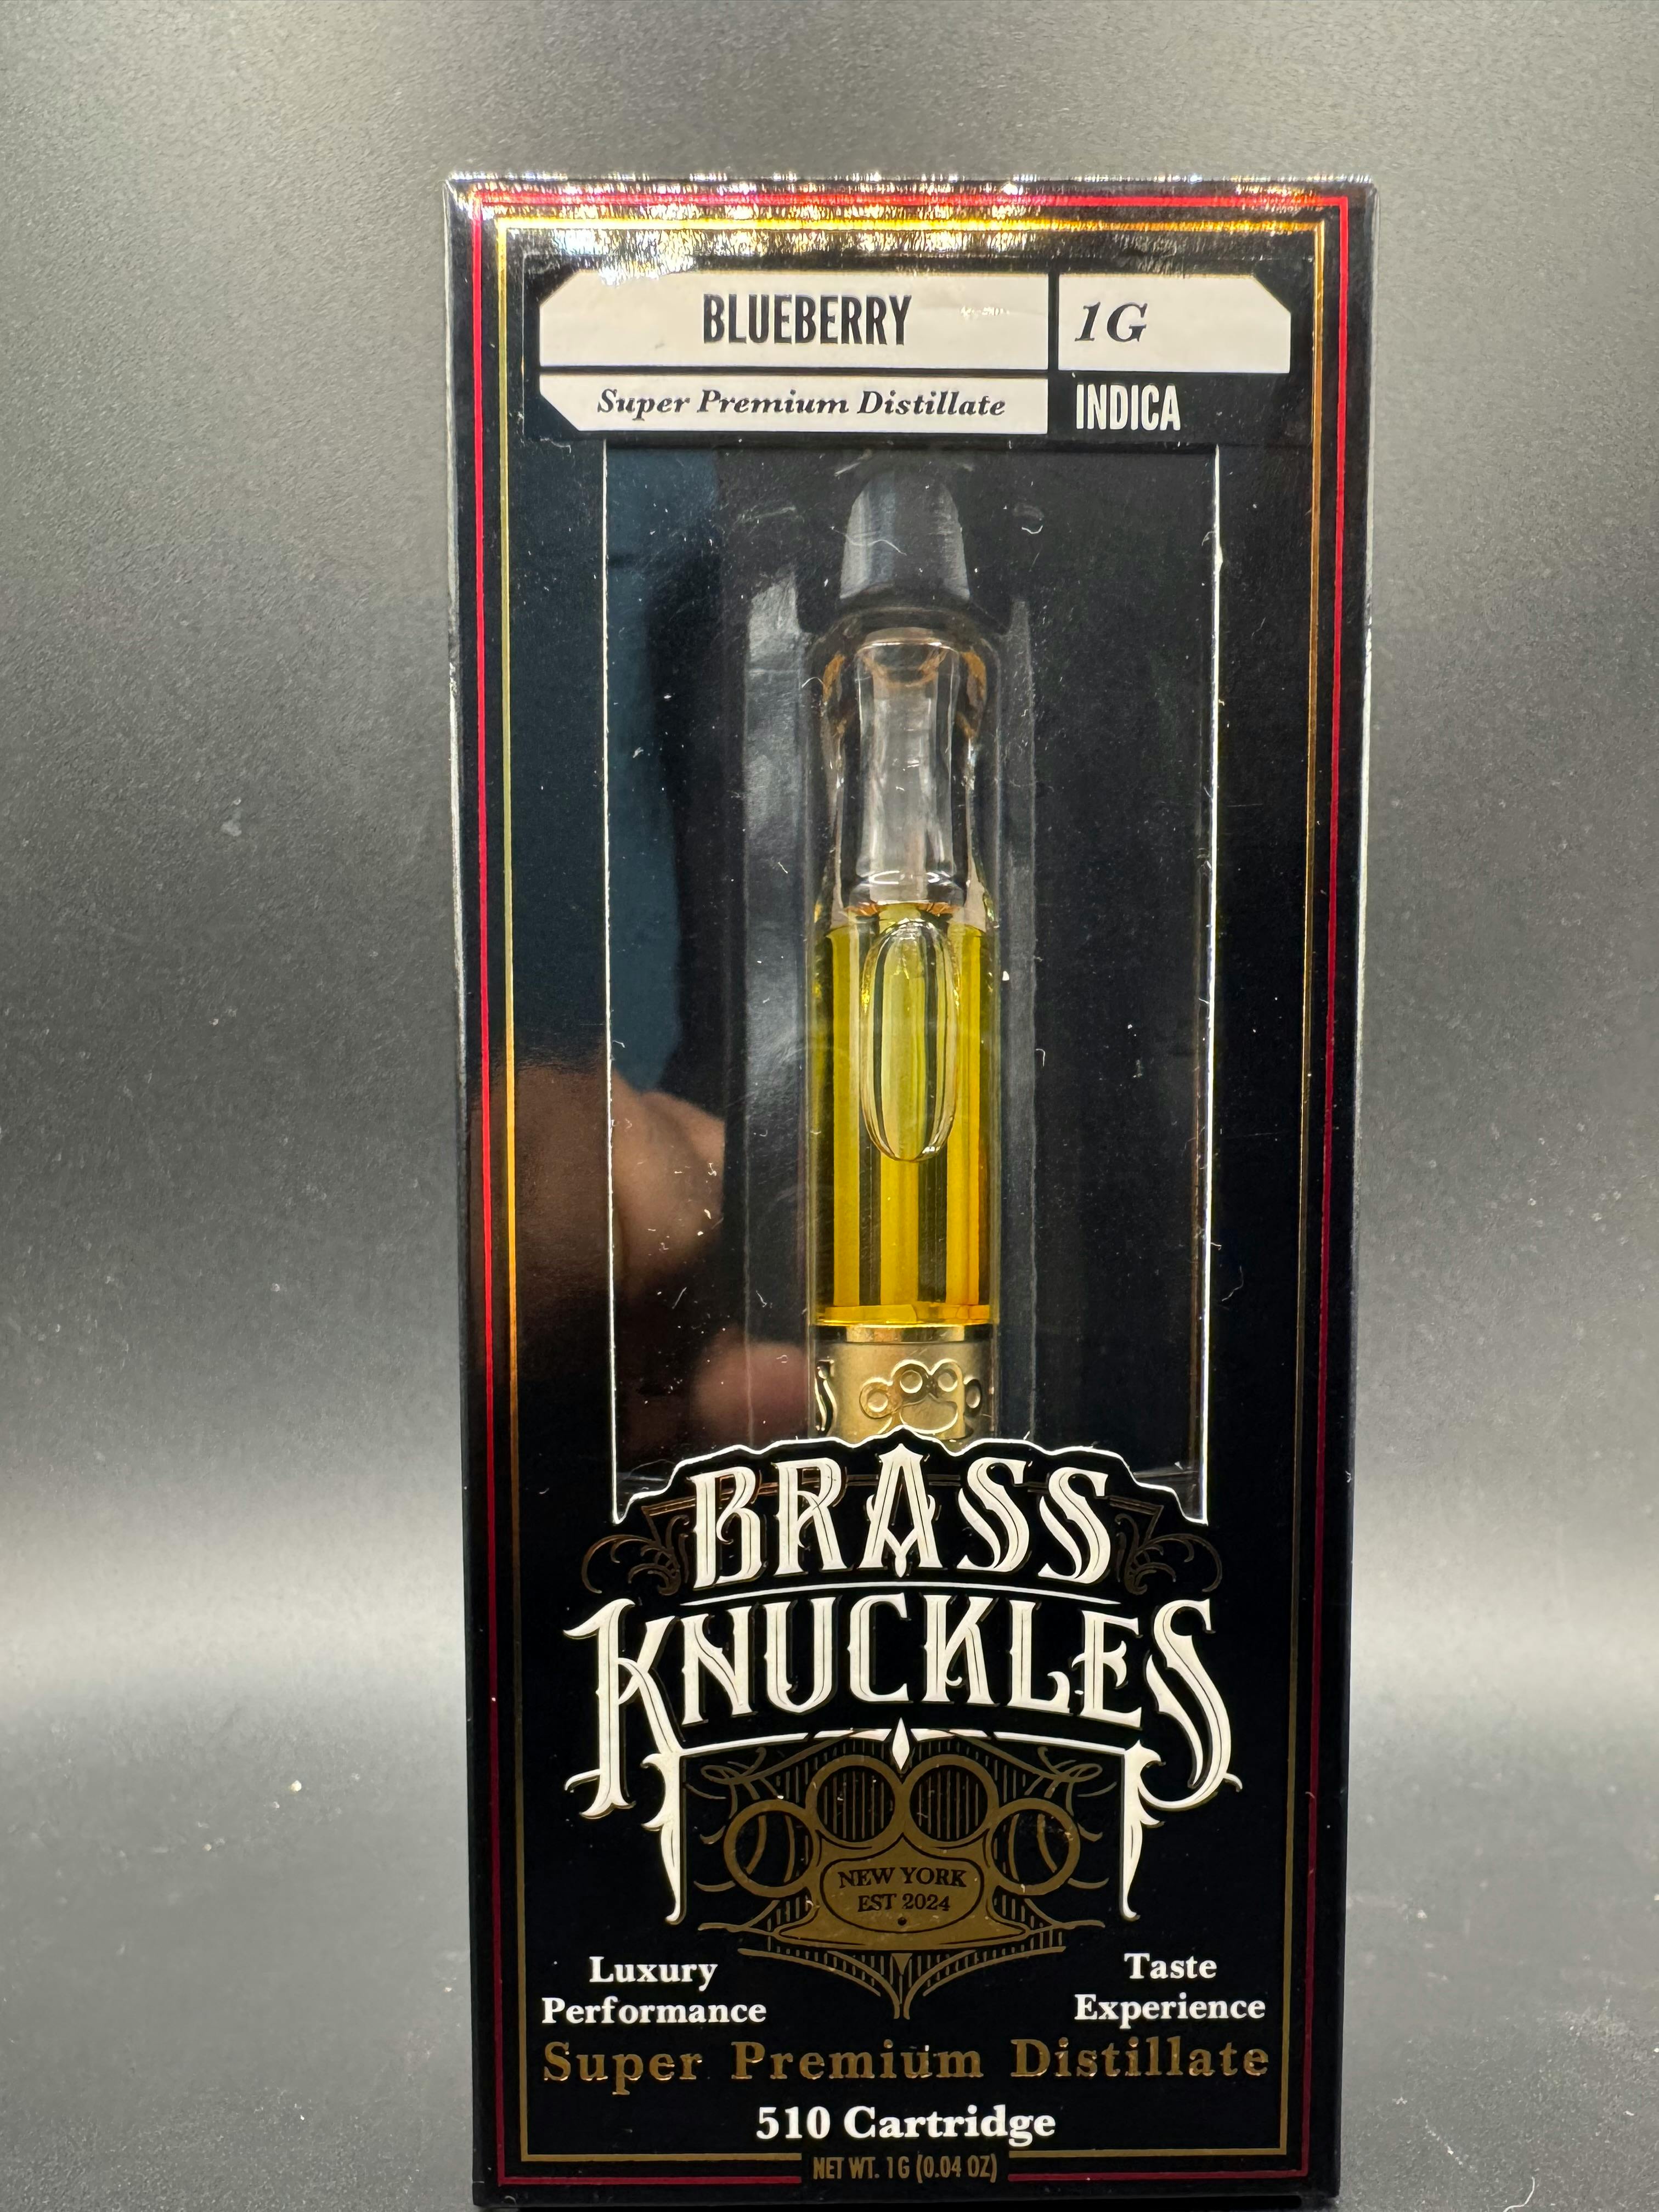 BLUEBERRY
1G
Super Premium Distillate
INDICA
BRASS
KNUCKLES
NEW YORK
EST 2024
Luxury
Performance
Taste
Experience
Super Premium Distillate
510 Cartridge
NET WT. 1G (0.04 OZ)